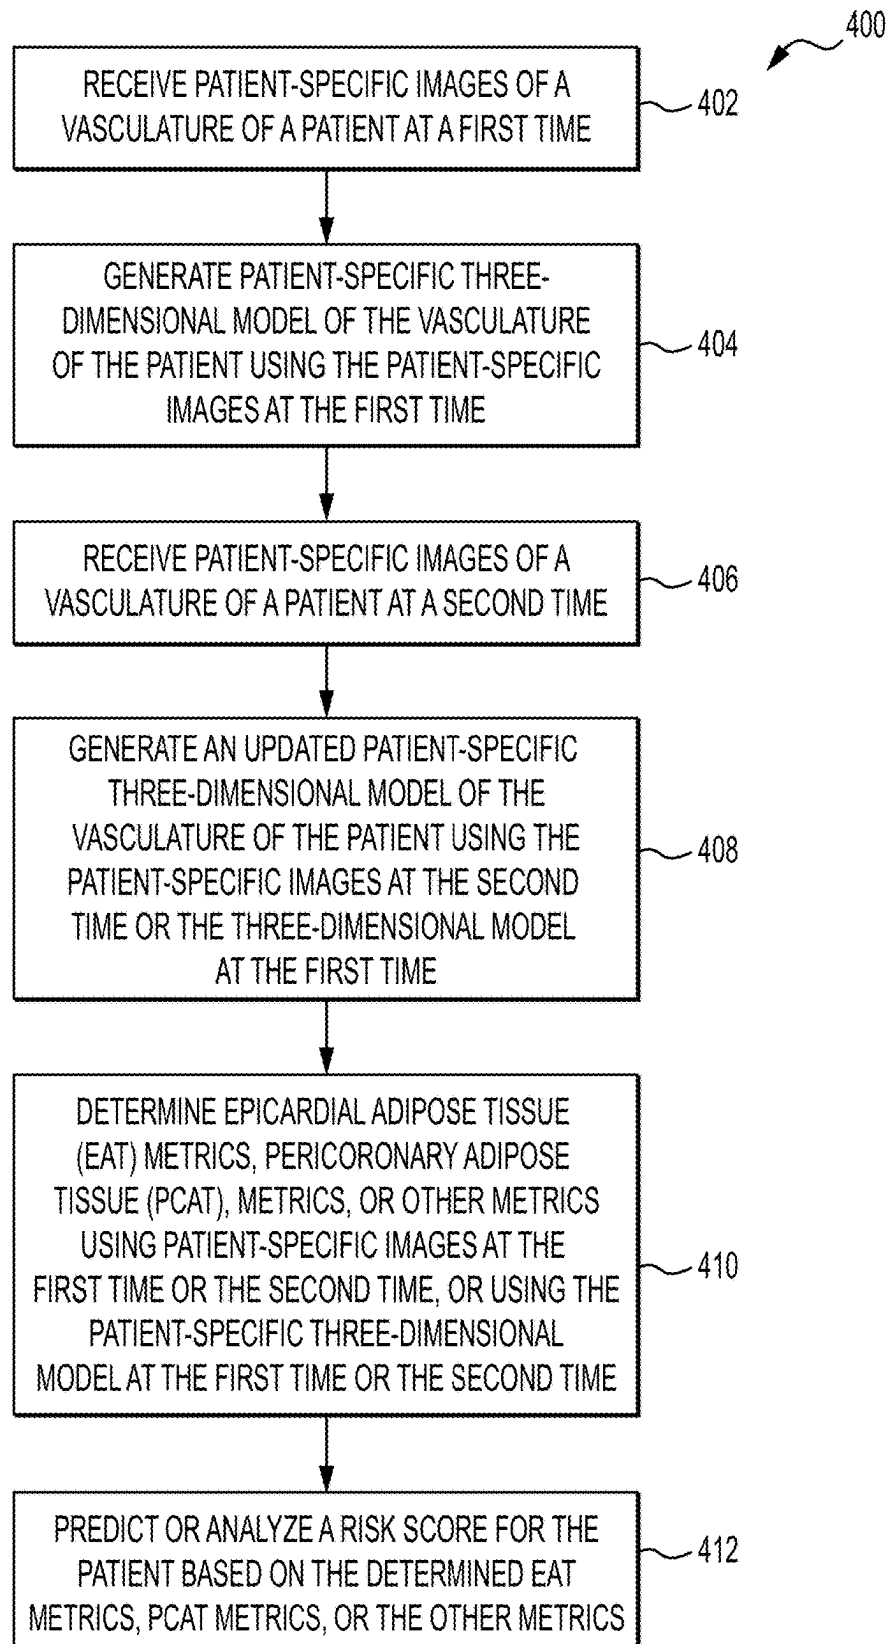 400
RECEIVE PATIENT-SPECIFIC IMAGES OF A
VASCULATURE OF A PATIENT AT A FIRST TIME
402
GENERATE PATIENT-SPECIFIC THREE-
DIMENSIONAL MODEL OF THE VASCULATURE
OF THE PATIENT USING THE PATIENT-SPECIFIC
IMAGES AT THE FIRST TIME
404
RECEIVE PATIENT-SPECIFIC IMAGES OF A
VASCULATURE OF A PATIENT AT A SECOND TIME
406
GENERATE AN UPDATED PATIENT-SPECIFIC
THREE-DIMENSIONAL MODEL OF THE
VASCULATURE OF THE PATIENT USING THE
PATIENT-SPECIFIC IMAGES AT THE SECOND
TIME OR THE THREE-DIMENSIONAL MODEL
AT THE FIRST TIME
408
DETERMINE EPICARDIAL ADIPOSE TISSUE
(EAT) METRICS, PERICORONARY ADIPOSE
TISSUE (PCAT), METRICS, OR OTHER METRICS
USING PATIENT-SPECIFIC IMAGES AT THE
FIRST TIME OR THE SECOND TIME, OR USING THE
PATIENT-SPECIFIC THREE-DIMENSIONAL
MODEL AT THE FIRST TIME OR THE SECOND TIME
410
PREDICT OR ANALYZE A RISK SCORE FOR THE
PATIENT BASED ON THE DETERMINED EAT
METRICS, PCAT METRICS, OR THE OTHER METRICS
412